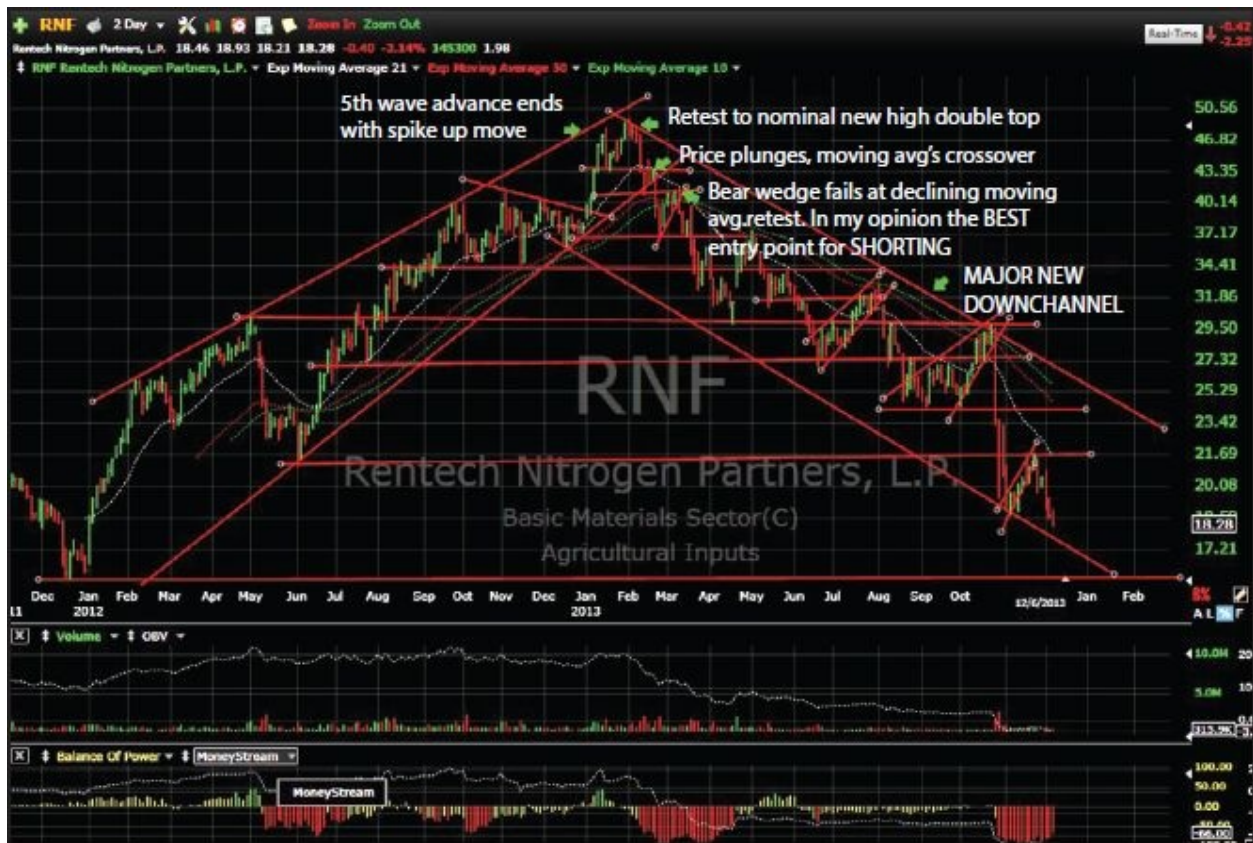 RNF 2 Day Zoom In Zoom Out
Real-Time
Rentech Nitrogen Partners, L.P. 18.46 18.93 18.21 18.28 -0.40 -2.14% 145300 1.98
RNF Rentech Nitrogen Partners, L.P. Exp Moving Average 21 Exp Moving Average 50 Exp Moving Average 10
5th wave advance ends
with spike up move
Retest to nominal new high double top
Price plunges, moving avg's crossover
Bear wedge fails at declining moving
avg.retest. In my opinion the BEST
entry point for SHORTING
MAJOR NEW
DOWNCHANNEL
50.56
46.82
43.35
40.14
37.17
34.41
31.86
29.50
27.32
25.29
23.42
21.69
20.08
18.28
17.21
RNF
Rentech Nitrogen Partners, L.P.
Basic Materials Sector(C)
Agricultural Inputs
Dec Jan Feb Mar Apr May Jun Jul Aug Sep Oct Nov Dec Jan Feb Mar Apr May Jun Jul Aug Sep Oct 12/6/2013 Jan Feb
11 2012 2013
A L % F
X Volume OBV
10.0M 20
5.0M 10
X Balance Of Power MoneyStream
MoneyStream
100.00
50.00
0.00
-66.00